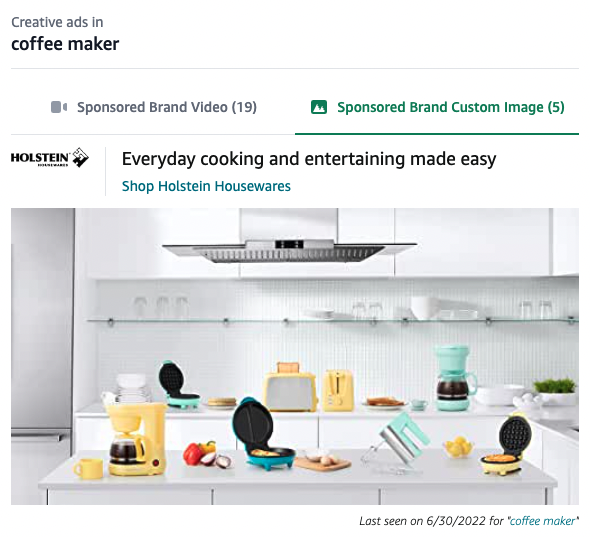 Creative ads in
coffee maker
Sponsored Brand Video (19)
Sponsored Brand Custom Image (5)
HOLSTEIN
HOUSEWARES
Everyday cooking and entertaining made easy
Shop Holstein Housewares
Last seen on 6/30/2022 for "coffee maker"